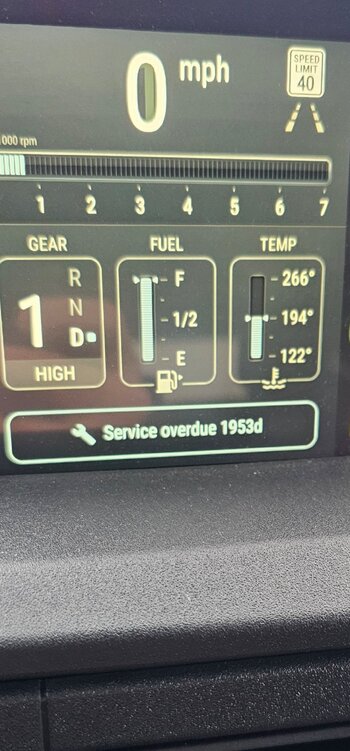 0 mph
SPEED
LIMIT
40
000 rpm
1 2 3 4 5 6 7
GEAR FUEL TEMP
1
R
N
D
HIGH
F
1/2
E
266°
194°
122°
Service overdue 1953d